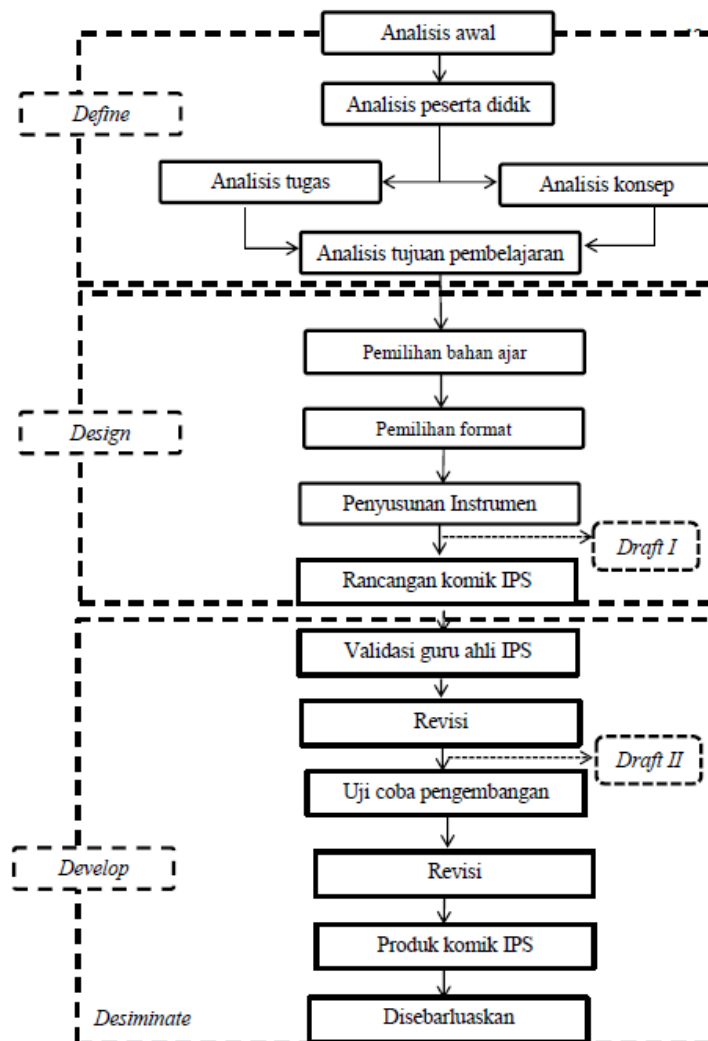 Analisis awal
Define
Analisis peserta didik
Analisis tugas
Analisis konsep
Analisis tujuan pembelajaran
Pemilihan bahan ajar
Design
Pemilihan format
Penyusunan Instrumen
Draft I
Rancangan komik IPS
Validasi guru ahli IPS
Revisi
Draft II
Uji coba pengembangan
Develop
Revisi
Produk komik IPS
Desiminate
Disebarluaskan